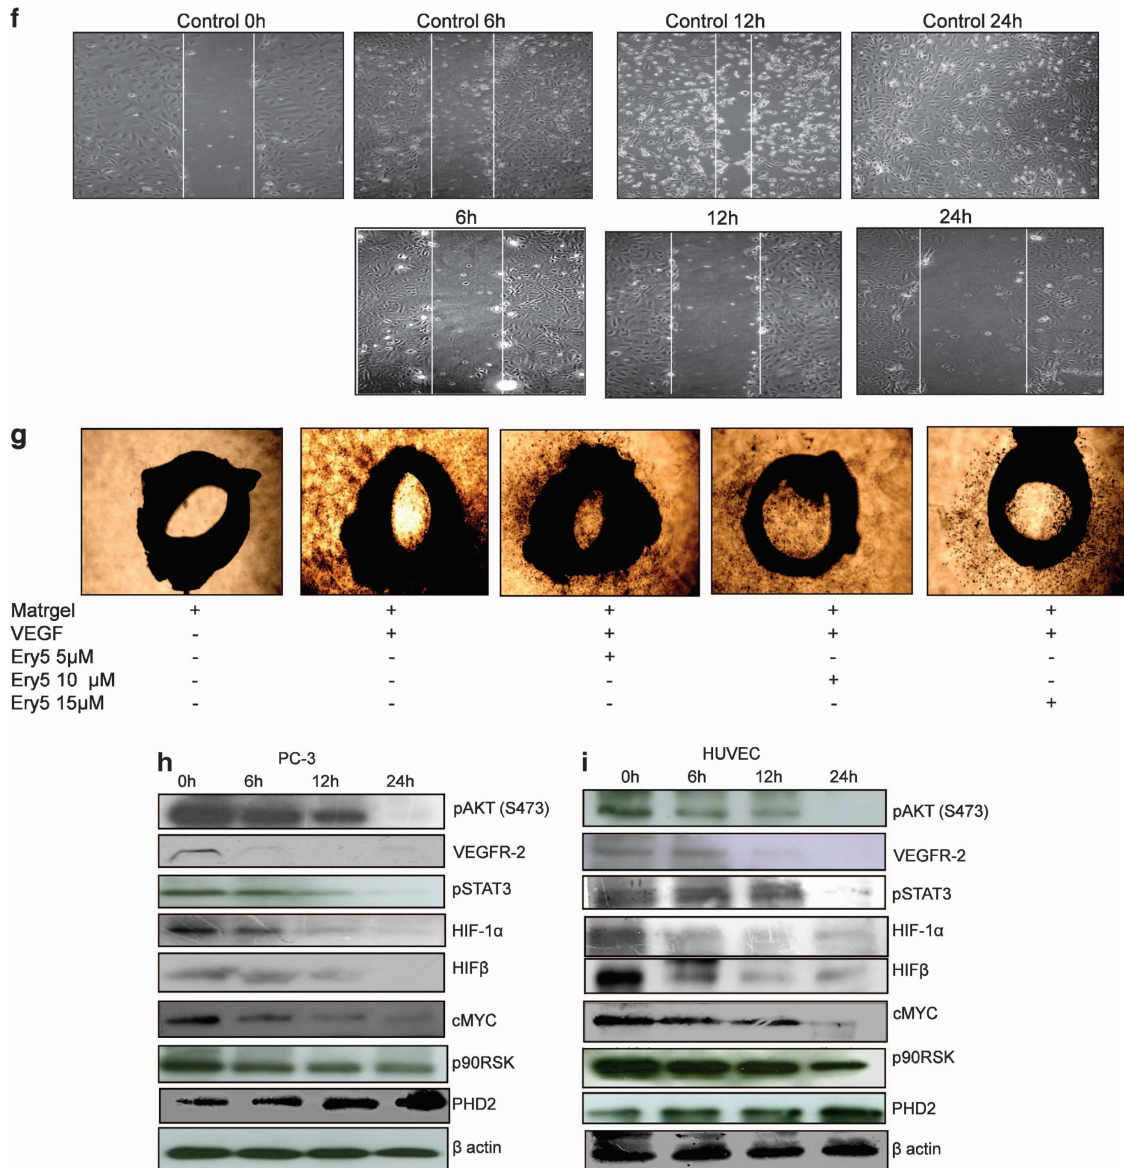 f
Control 0h Control 6h Control 12h Control 24h
6h 12h 24h
g
Matrgel + + + + +
VEGF - + + + +
Ery5 5µM - - + - -
Ery5 10 µM - - - + -
Ery5 15µM - - - - +
h PC-3
0h 6h 12h 24h
pAKT (S473)
VEGFR-2
pSTAT3
HIF-1α
HIFβ
cMYC
p90RSK
PHD2
β actin
i HUVEC
0h 6h 12h 24h
pAKT (S473)
VEGFR-2
pSTAT3
HIF-1α
HIFβ
cMYC
p90RSK
PHD2
β actin